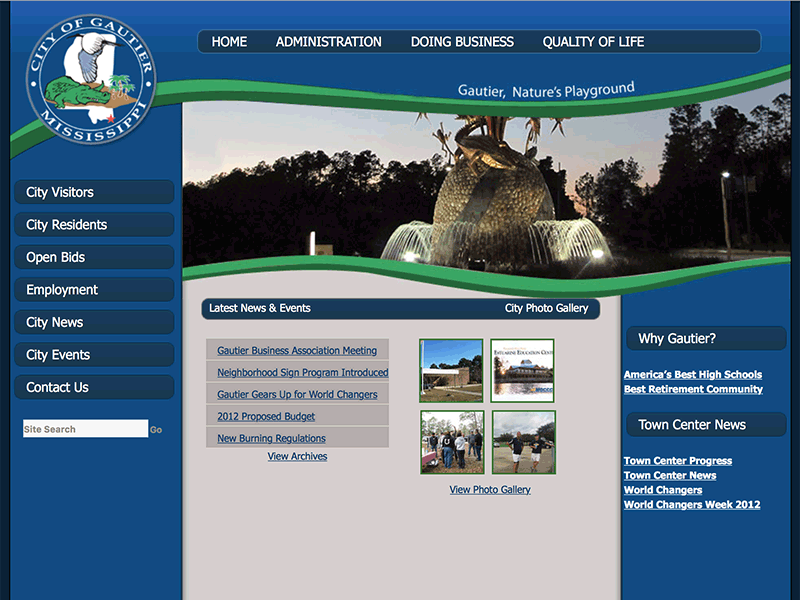 CITY OF GAUTIER
MISSISSIPPI
HOME ADMINISTRATION DOING BUSINESS QUALITY OF LIFE
Gautier, Nature's Playground
City Visitors
City Residents
Open Bids
Employment
City News
City Events
Contact Us
Site Search Go
Latest News & Events City Photo Gallery
Gautier Business Association Meeting
Neighborhood Sign Program Introduced
Gautier Gears Up for World Changers
2012 Proposed Budget
New Burning Regulations
View Archives
ESTUARINE EDUCATION CENTER
View Photo Gallery
Why Gautier?
America's Best High Schools
Best Retirement Community
Town Center News
Town Center Progress
Town Center News
World Changers
World Changers Week 2012